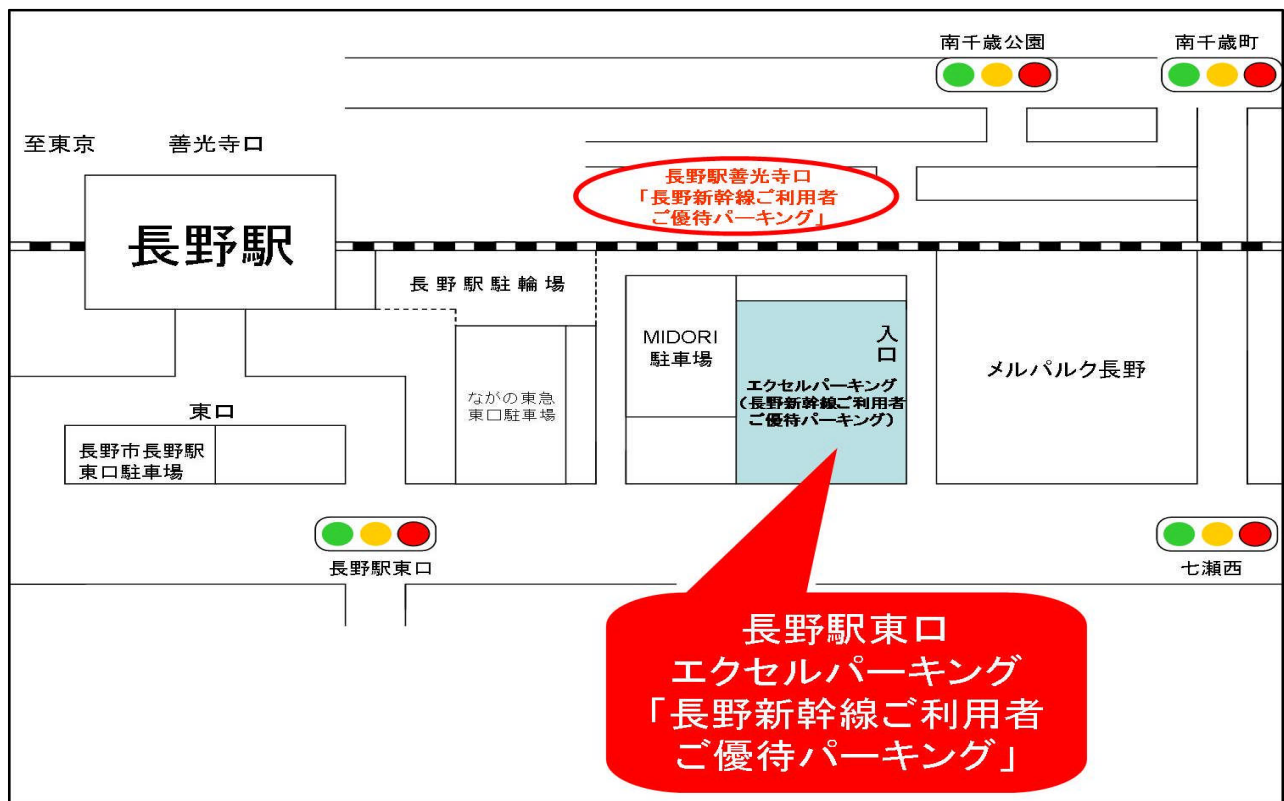 南千歳公園
南千歳町
至東京
善光寺口
長野駅善光寺口
「長野新幹線ご利用者
ご優待パーキング」
長野駅
長野駅駐輪場
MIDORI
駐車場
入口
エクセルパーキング
(長野新幹線ご利用者
ご優待パーキング)
メルパルク長野
ながの東急
東口駐車場
東口
長野市長野駅
東口駐車場
長野駅東口
七瀬西
長野駅東口
エクセルパーキング
「長野新幹線ご利用者
ご優待パーキング」